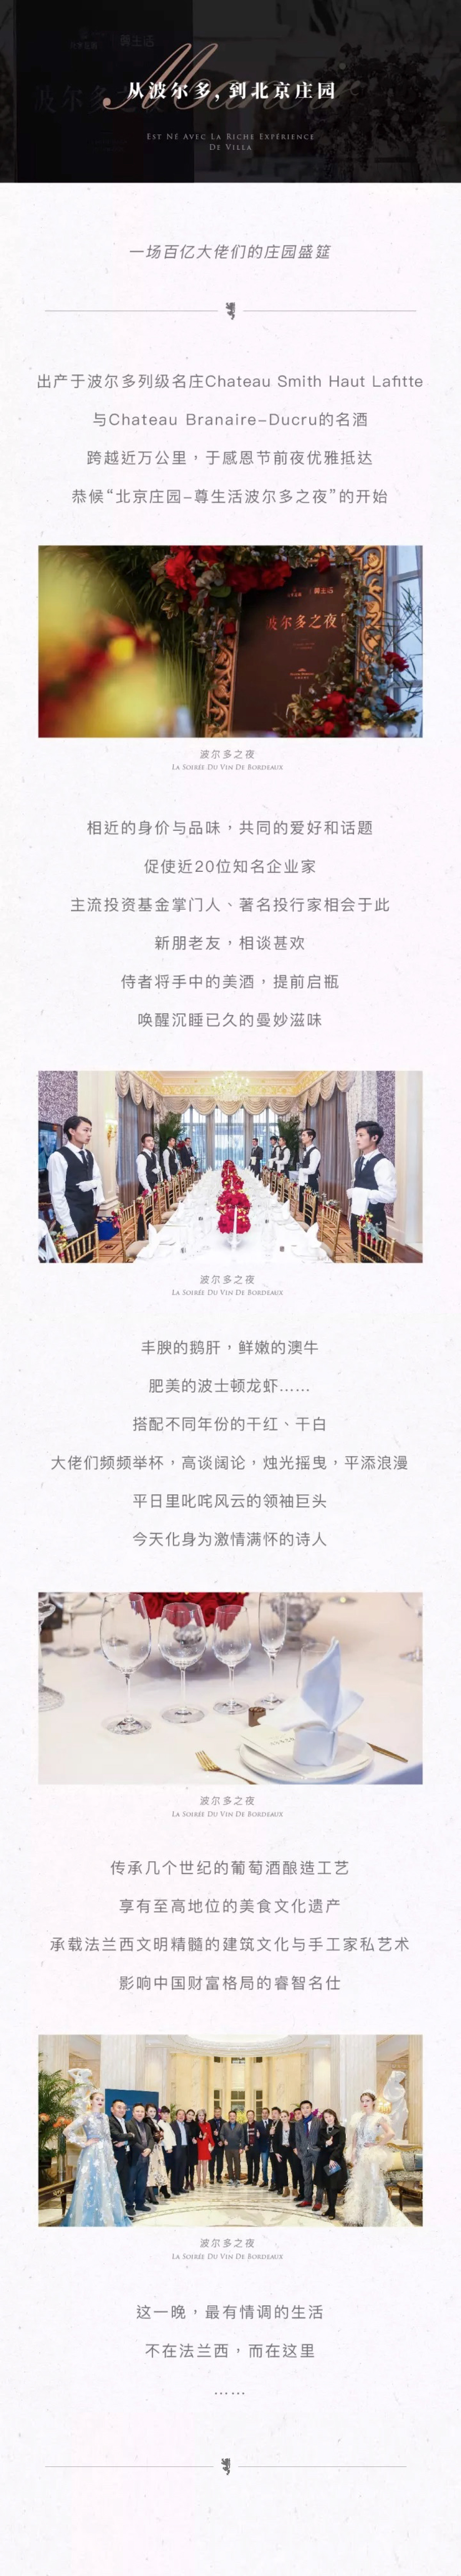 从波尔多，到北京庄园
Est Né Avec La Riche Expérience
De Villa
一场百亿大佬们的庄园盛筵
出产于波尔多列级名庄Chateau Smith Haut Lafitte
与Chateau Branaire-Ducru的名酒
跨越近万公里，于感恩节前夜优雅抵达
恭候“北京庄园-尊生活波尔多之夜”的开始
波尔多之夜
波尔多之夜
La Soirée Du Vin De Bordeaux
相近的身价与品味，共同的爱好和话题
促使近20位知名企业家
主流投资基金掌门人、著名投行家相会于此
新朋老友，相谈甚欢
侍者将手中的美酒，提前启瓶
唤醒沉睡已久的曼妙滋味
波尔多之夜
La Soirée Du Vin De Bordeaux
丰腴的鹅肝，鲜嫩的澳牛
肥美的波士顿龙虾……
搭配不同年份的干红、干白
大佬们频频举杯，高谈阔论，烛光摇曳，平添浪漫
平日里叱咤风云的领袖巨头
今天化身为激情满怀的诗人
波尔多之夜
La Soirée Du Vin De Bordeaux
传承几个世纪的葡萄酒酿造工艺
享有至高地位的美食文化遗产
承载法兰西文明精髓的建筑文化与手工家私艺术
影响中国财富格局的睿智名仕
波尔多之夜
La Soirée Du Vin De Bordeaux
这一晚，最有情调的生活
不在法兰西，而在这里
……